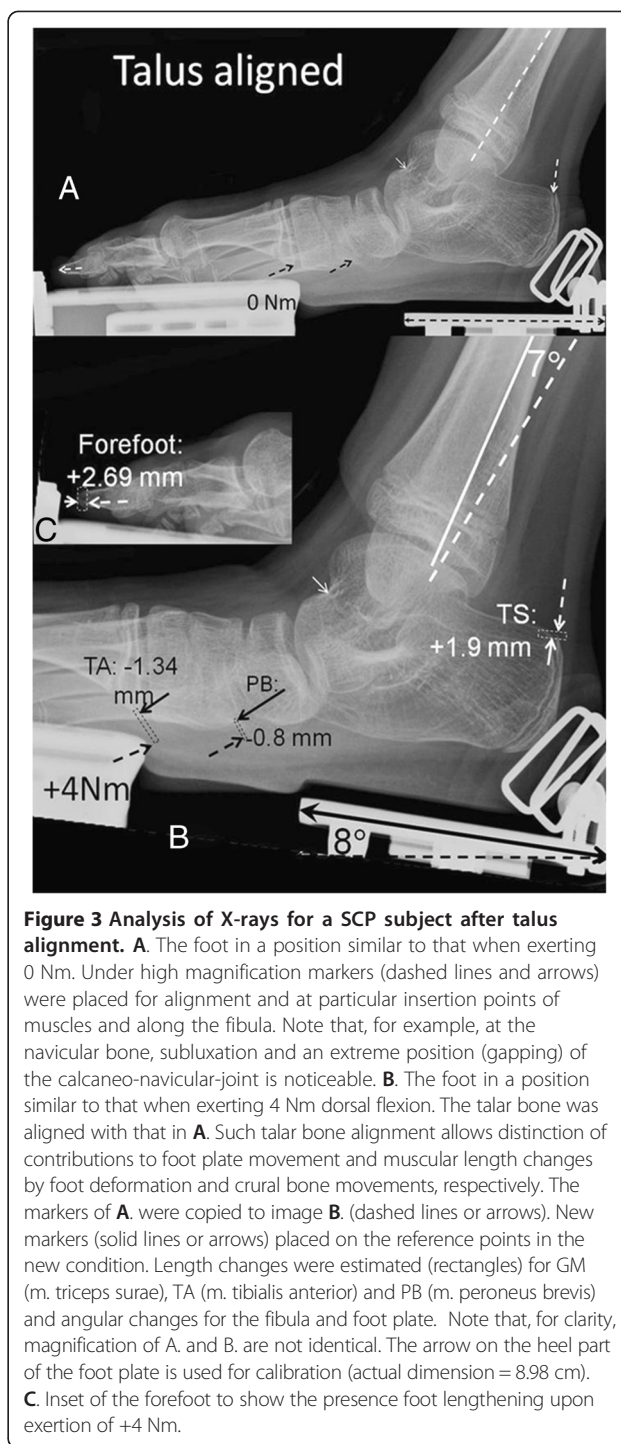 Talus aligned
A
0 Nm
7°
Forefoot:
+2.69 mm
C
TS:
+1.9 mm
TA: -1.34
mm
PB:
-0.8 mm
+4Nm
B
8°
Figure 3 Analysis of X-rays for a SCP subject after talus
alignment. A. The foot in a position similar to that when exerting
0 Nm. Under high magnification markers (dashed lines and arrows)
were placed for alignment and at particular insertion points of
muscles and along the fibula. Note that, for example, at the
navicular bone, subluxation and an extreme position (gapping) of
the calcaneo-navicular-joint is noticeable. B. The foot in a position
similar to that when exerting 4 Nm dorsal flexion. The talar bone was
aligned with that in A. Such talar bone alignment allows distinction of
contributions to foot plate movement and muscular length changes
by foot deformation and crural bone movements, respectively. The
markers of A. were copied to image B. (dashed lines or arrows). New
markers (solid lines or arrows) placed on the reference points in the
new condition. Length changes were estimated (rectangles) for GM
(m. triceps surae), TA (m. tibialis anterior) and PB (m. peroneus brevis)
and angular changes for the fibula and foot plate. Note that, for clarity,
magnification of A. and B. are not identical. The arrow on the heel part
of the foot plate is used for calibration (actual dimension = 8.98 cm).
C. Inset of the forefoot to show the presence foot lengthening upon
exertion of +4 Nm.